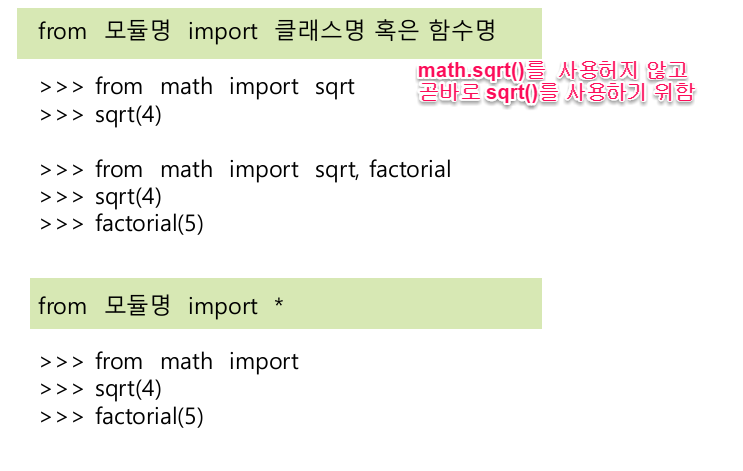 from 모듈명 import 클래스명 혹은 함수명
math.sqrt()를 사용허지 않고
곧바로 sqrt()를 사용하기 위함
>>> from math import sqrt
>>> sqrt(4)
>>> from math import sqrt, factorial
>>> sqrt(4)
>>> factorial(5)
from 모듈명 import *
>>> from math import
>>> sqrt(4)
>>> factorial(5)